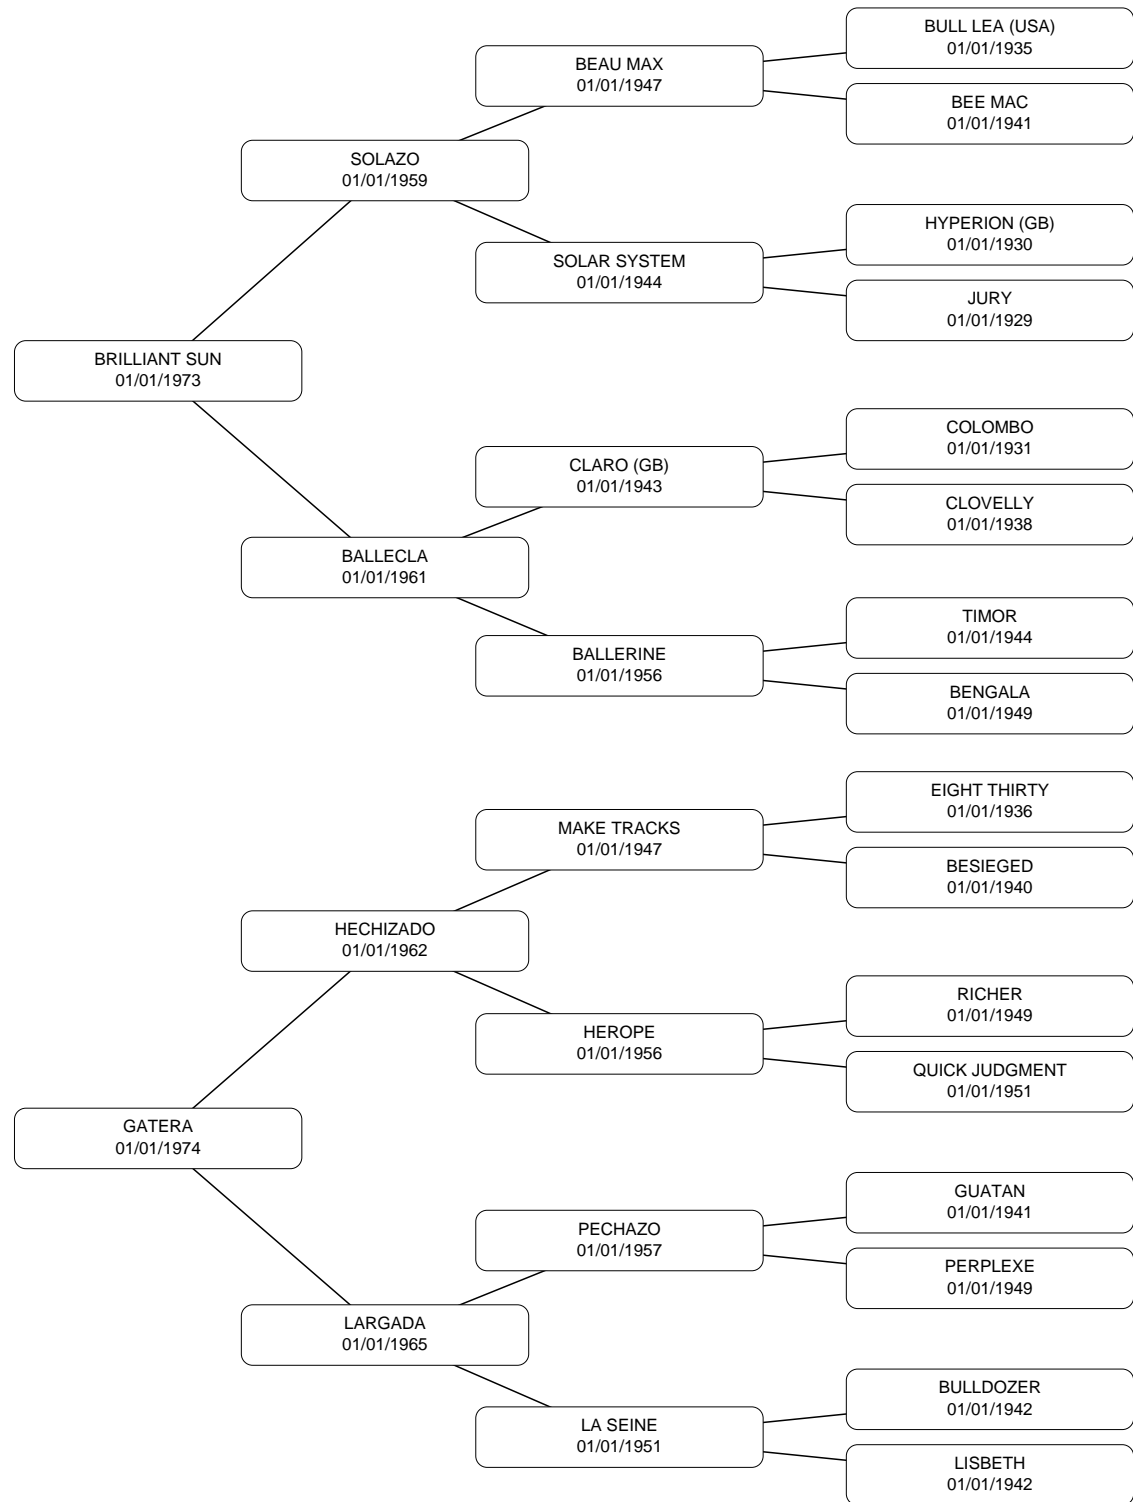 BULL LEA (USA)
01/01/1935
BEAU MAX
01/01/1947
BEE MAC
01/01/1941
SOLAZO
01/01/1959
HYPERION (GB)
01/01/1930
SOLAR SYSTEM
01/01/1944
JURY
01/01/1929
BRILLIANT SUN
01/01/1973
COLOMBO
01/01/1931
CLARO (GB)
01/01/1943
CLOVELLY
01/01/1938
BALLECLA
01/01/1961
TIMOR
01/01/1944
BALLERINE
01/01/1956
BENGALA
01/01/1949
EIGHT THIRTY
01/01/1936
MAKE TRACKS
01/01/1947
BESIEGED
01/01/1940
HECHIZADO
01/01/1962
RICHER
01/01/1949
HEROPE
01/01/1956
QUICK JUDGMENT
01/01/1951
GATERA
01/01/1974
GUATAN
01/01/1941
PECHAZO
01/01/1957
PERPLEXE
01/01/1949
LARGADA
01/01/1965
BULLDOZER
01/01/1942
LA SEINE
01/01/1951
LISBETH
01/01/1942